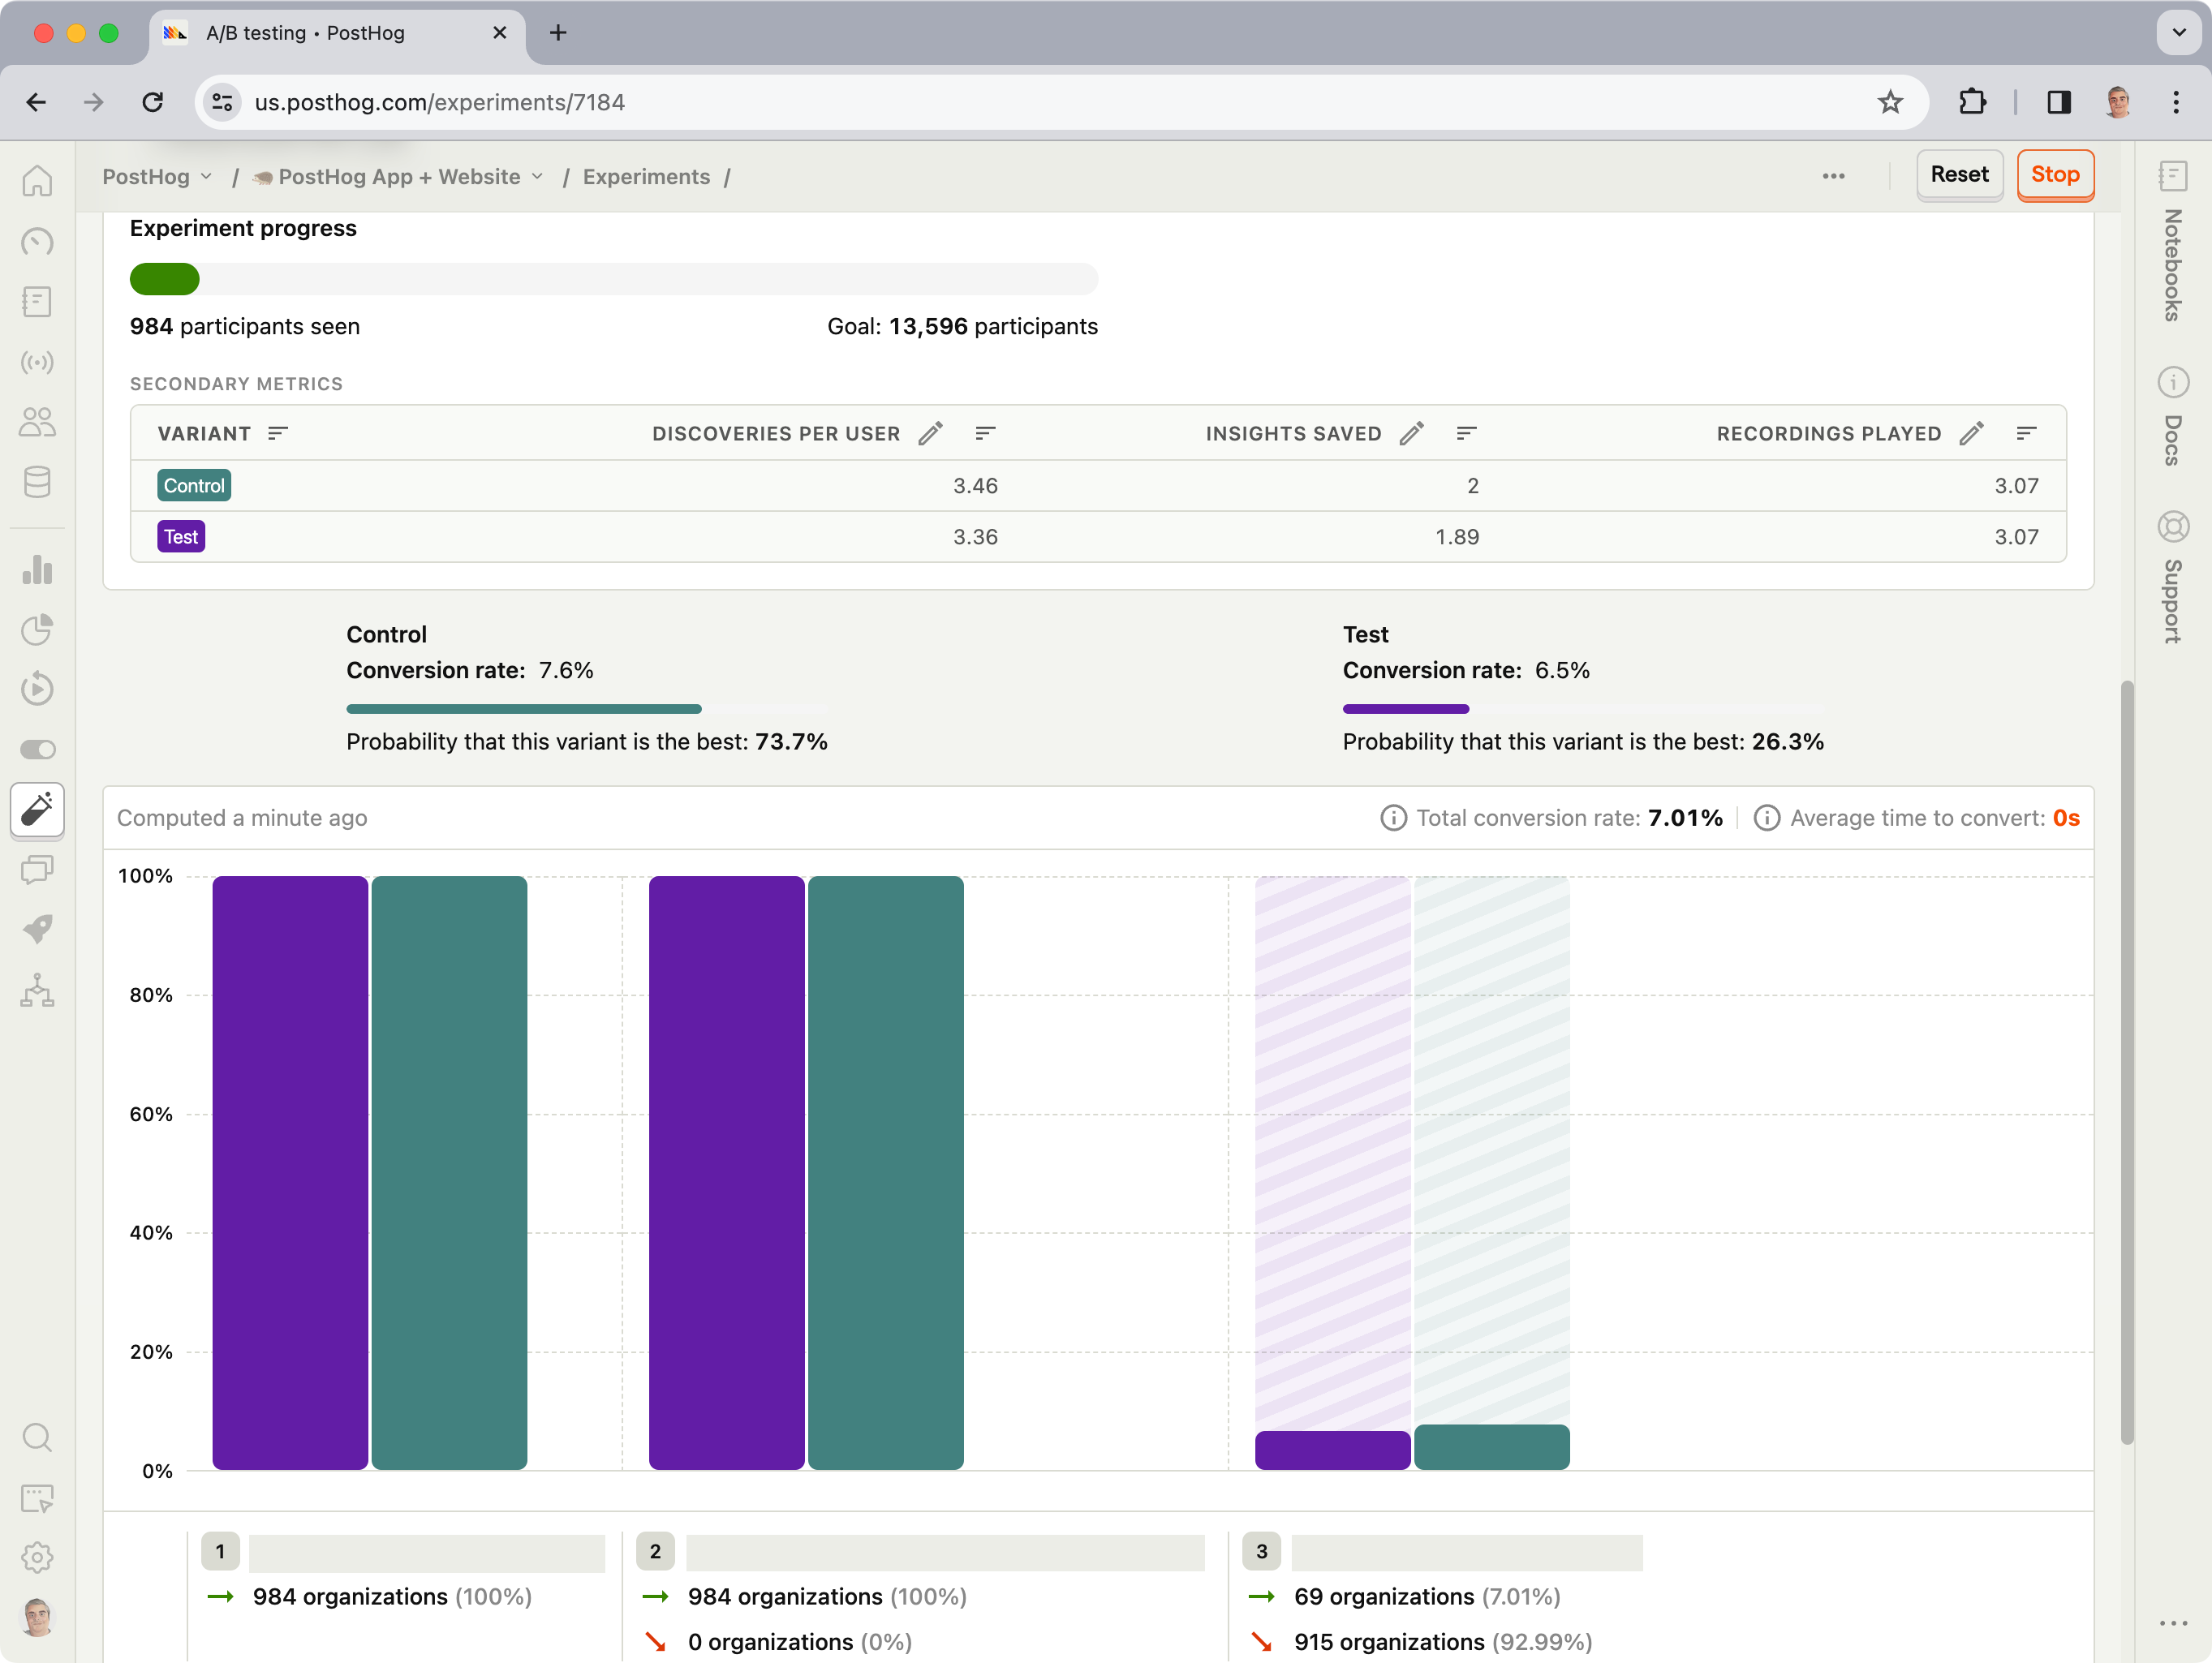 A/B testing • PostHog
us.posthog.com/experiments/7184
PostHog / PostHog App + Website / Experiments /
Reset
Stop
Experiment progress
984 participants seen
Goal: 13,596 participants
SECONDARY METRICS
VARIANT DISCOVERIES PER USER INSIGHTS SAVED RECORDINGS PLAYED
Control 3.46 2 3.07
Test 3.36 1.89 3.07
Control
Conversion rate: 7.6%
Probability that this variant is the best: 73.7%
Test
Conversion rate: 6.5%
Probability that this variant is the best: 26.3%
Computed a minute ago
Total conversion rate: 7.01%
Average time to convert: 0s
100%
80%
60%
40%
20%
0%
1
984 organizations (100%)
2
984 organizations (100%)
0 organizations (0%)
3
69 organizations (7.01%)
915 organizations (92.99%)
Notebooks
Docs
Support